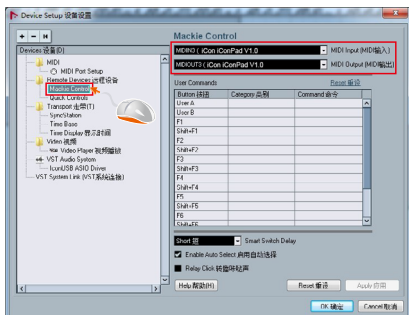 Device Setup 设备设置
Devices 设备(D)
MIDI
MIDI Port Setup
Remote Devices 远程设备
Mackie Control
Quick Controls
Transport 走带(T)
SyncStation
Time Base
Time Display 显示时间
Video 视频
Video Player 视频播放
VST Audio System
IconUSB ASIO Driver
VST System Link (VST系统连接)
Mackie Control
MIDIIN3 ( iCon iConPad V1.0 MIDI Input (MIDI输入)
MIDIOUT3 ( iCon iConPad V1.0 MIDI Output (MIDI输出)
User Commands Reset 重设
Button 按钮 Category 类别 Command 命令
User A
User B
F1
Shift+F1
F2
Shift+F2
F3
Shift+F3
F4
Shift+F4
F5
Shift+F5
F6
Shift+F6
Short 短 Smart Switch Delay
Enable Auto Select 启用自动选择
Relay Click 转播咔哒声
Help 帮助(H) Reset 重设 Apply 应用
OK 确定 Cancel 取消